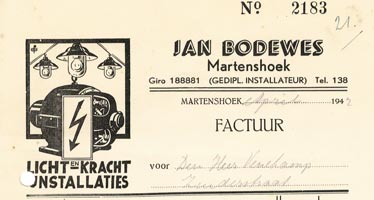 Nº 2183
21.
JAN BODEWES
Martenshoek
Giro 188881 (GEDIPL. INSTALLATEUR) Tel. 138
MARTENSHOEK, April 194
FACTUUR
LICHT EN KRACHT
INSTALLATIES
voor Den Heer